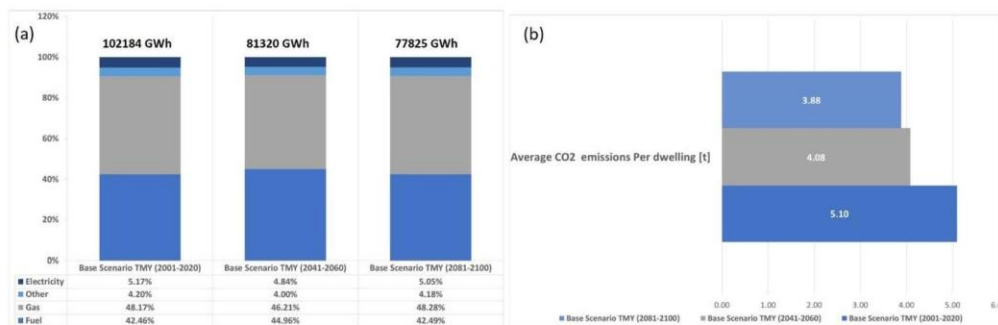 (a)
120%
102184 GWh 81320 GWh 77825 GWh
100%
80%
60%
40%
20%
0%
Base Scenario TMY (2001-2020) Base Scenario TMY (2041-2060) Base Scenario TMY (2081-2100)
Electricity 5.17% 4.84% 5.05%
Other 4.20% 4.00% 4.18%
Gas 48.17% 46.21% 48.28%
Fuel 42.46% 44.96% 42.49%
(b)
3.88
Average CO2 emissions Per dwelling [t]
4.08
5.10
0.00 1.00 2.00 3.00 4.00 5.00
Base Scenario TMY (2081-2100) Base Scenario TMY (2041-2060) Base Scenario TMY (2001-2020)